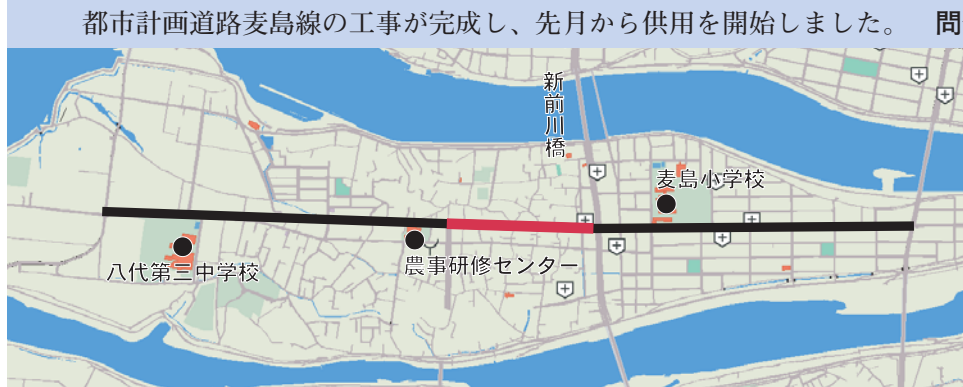 都市計画道路麦島線の工事が完成し、先月から供用を開始しました。 問
新前川橋
麦島小学校
農事研修センター
八代第三中学校